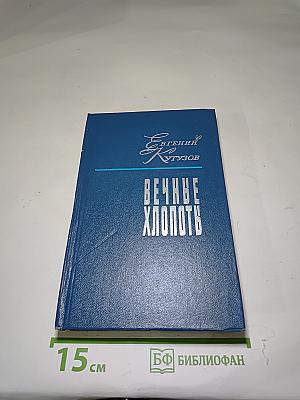 Евгений
Кутузов
ВЕЧНЫЕ
ХЛОПОТЫ
15 см
БФ БИБЛИОФАН